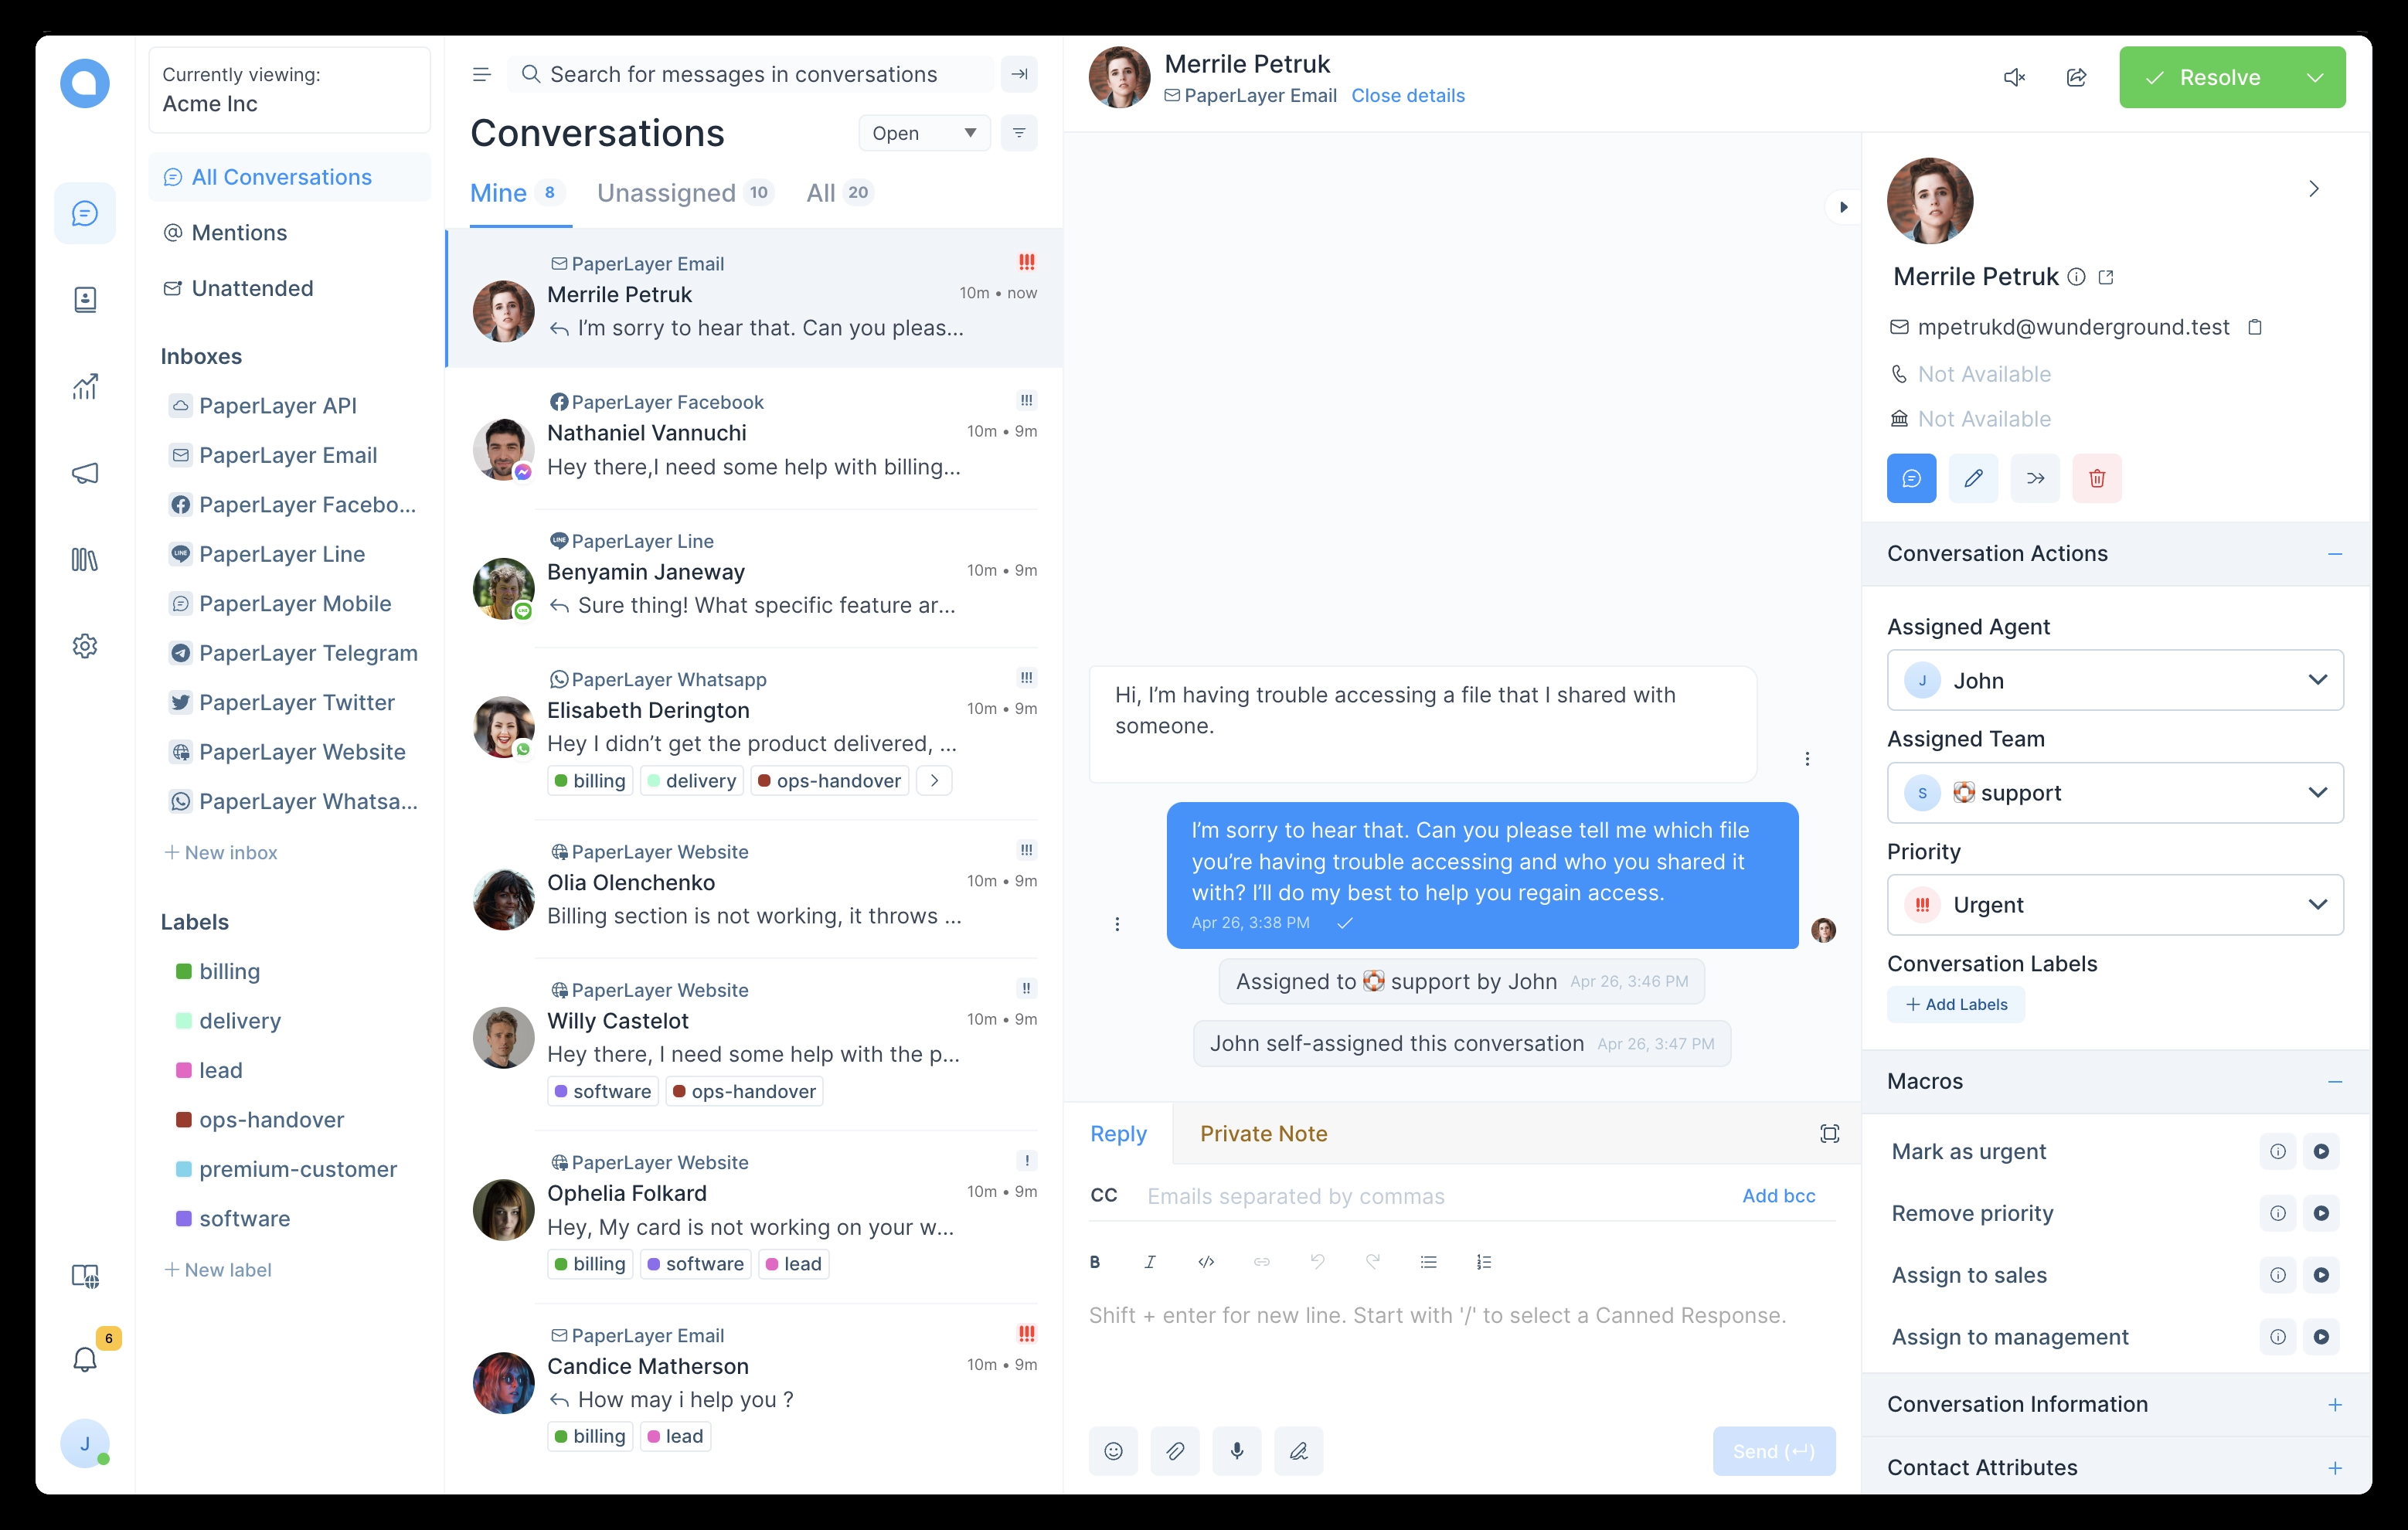 Currently viewing:
Acme Inc
All Conversations
Mentions
Unattended
Inboxes
PaperLayer API
PaperLayer Email
PaperLayer Facebo...
PaperLayer Line
PaperLayer Mobile
PaperLayer Telegram
PaperLayer Twitter
PaperLayer Website
PaperLayer Whatsa...
New inbox
Labels
billing
delivery
lead
ops-handover
premium-customer
software
New label
6
J
Search for messages in conversations
Conversations
Open
Mine 8 Unassigned 10 All 20
PaperLayer Email !!!
Merrile Petruk 10m • now
I’m sorry to hear that. Can you pleas...
PaperLayer Facebook !!!
Nathaniel Vannuchi 10m • 9m
Hey there,I need some help with billing...
LINE PaperLayer Line
Benyamin Janeway 10m • 9m
Sure thing! What specific feature ar...
PaperLayer Whatsapp !!!
Elisabeth Derington 10m • 9m
Hey I didn’t get the product delivered, ...
billing delivery ops-handover
PaperLayer Website !!!
Olia Olenchenko 10m • 9m
Billing section is not working, it throws ...
PaperLayer Website !!
Willy Castelot 10m • 9m
Hey there, I need some help with the p...
software ops-handover
PaperLayer Website !
Ophelia Folkard 10m • 9m
Hey, My card is not working on your w...
billing software lead
PaperLayer Email !!!
Candice Matherson 10m • 9m
How may i help you ?
billing lead
Merrile Petruk
PaperLayer Email Close details
Resolve
Hi, I’m having trouble accessing a file that I shared with
someone.
I’m sorry to hear that. Can you please tell me which file
you’re having trouble accessing and who you shared it
with? I’ll do my best to help you regain access.
Apr 26, 3:38 PM
Assigned to support by John Apr 26, 3:46 PM
John self-assigned this conversation Apr 26, 3:47 PM
Reply Private Note
CC Emails separated by commas Add bcc
B I
Shift + enter for new line. Start with '/' to select a Canned Response.
Send (↵)
Merrile Petruk
mpetrukd@wunderground.test
Not Available
Not Available
Conversation Actions
Assigned Agent
J John
Assigned Team
S support
Priority
!!! Urgent
Conversation Labels
Add Labels
Macros
Mark as urgent
Remove priority
Assign to sales
Assign to management
Conversation Information
Contact Attributes